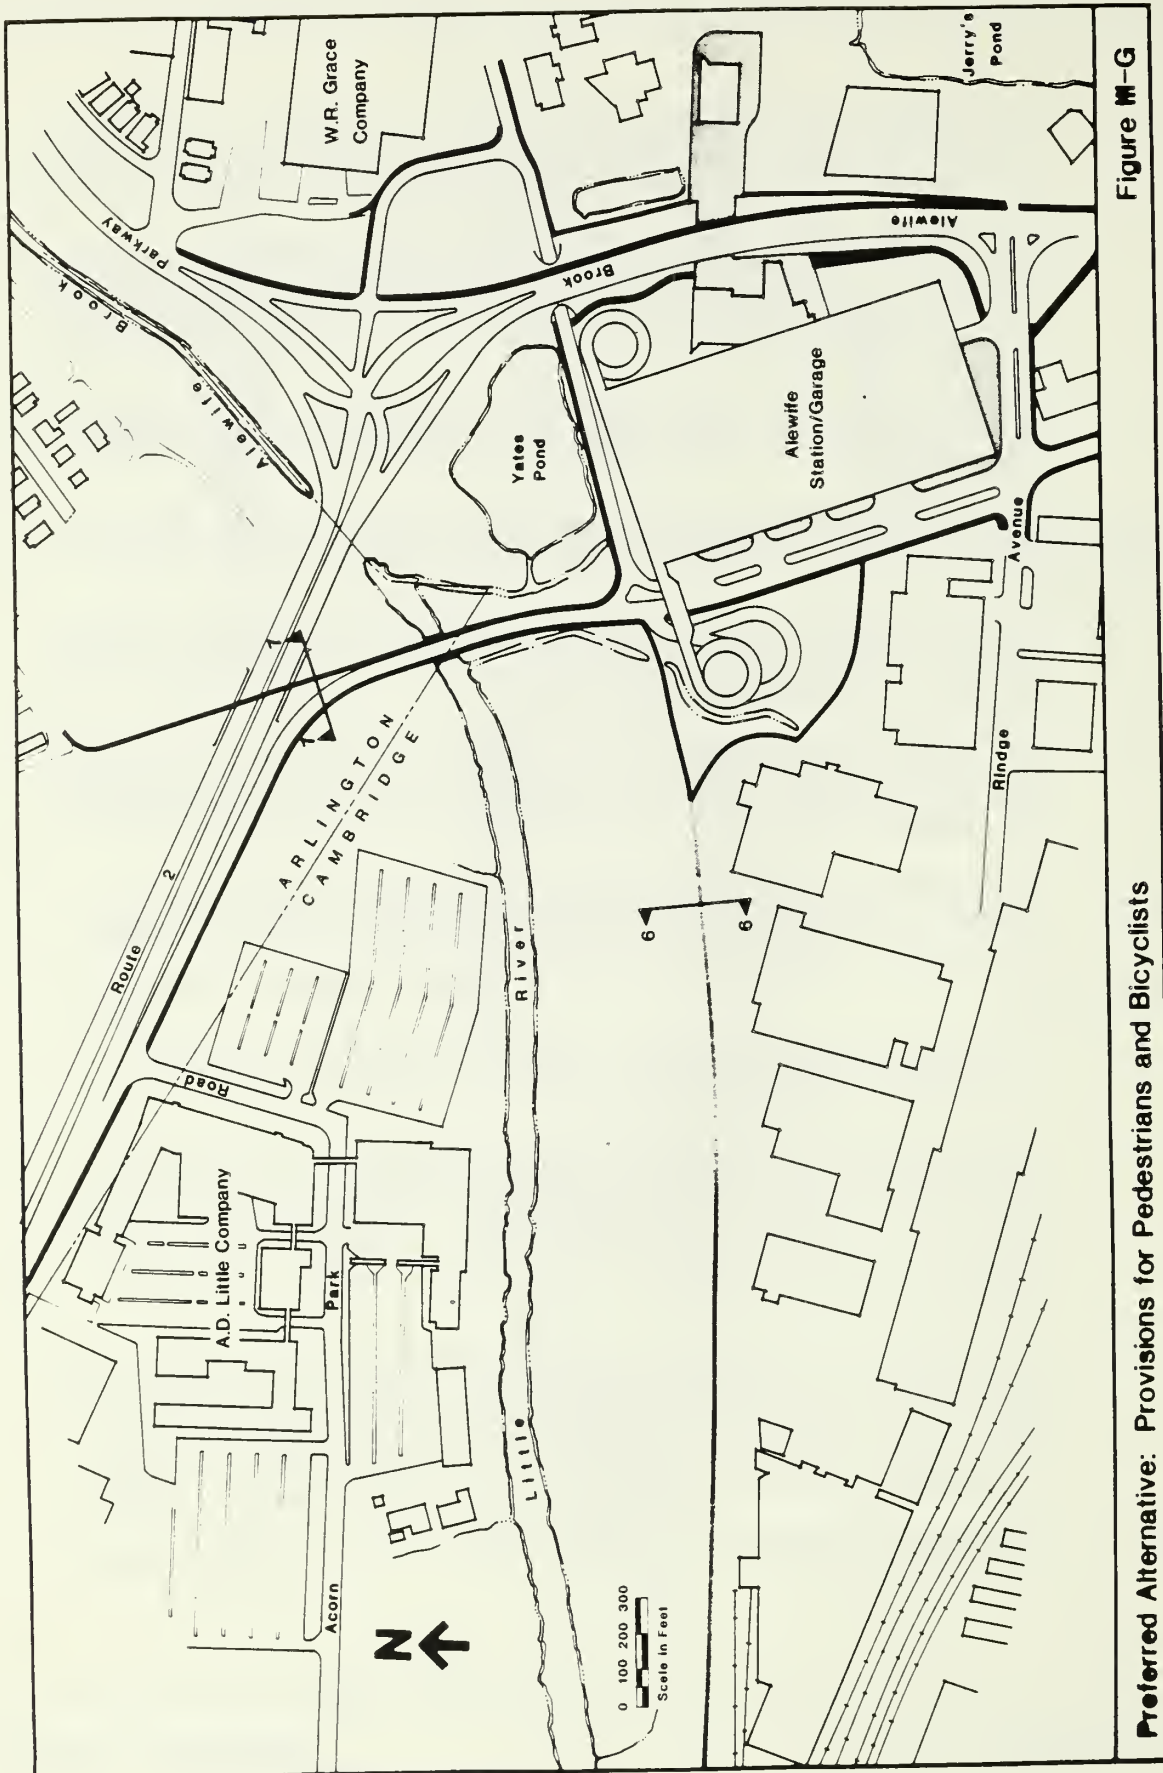 W.R. Grace
Company
Jerry's
Pond
Parkway
Brook
Alewife
Brook
Alewife
Yates
Pond
Alewife
Station/Garage
Avenue
Rindge
Route 2
7
7
ARLINGTON
CAMBRIDGE
6
6
Little River
Road
A.D. Little Company
Park
Acorn
N
0 100 200 300
Scale in Feet
Figure III-G
Preferred Alternative: Provisions for Pedestrians and Bicyclists